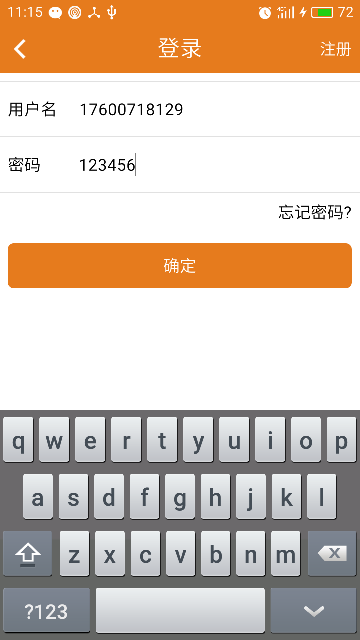 11:15 72
登录 注册
用户名 17600718129
密码 123456
忘记密码?
确定
q w e r t y u i o p
a s d f g h j k l
z x c v b n m
?123